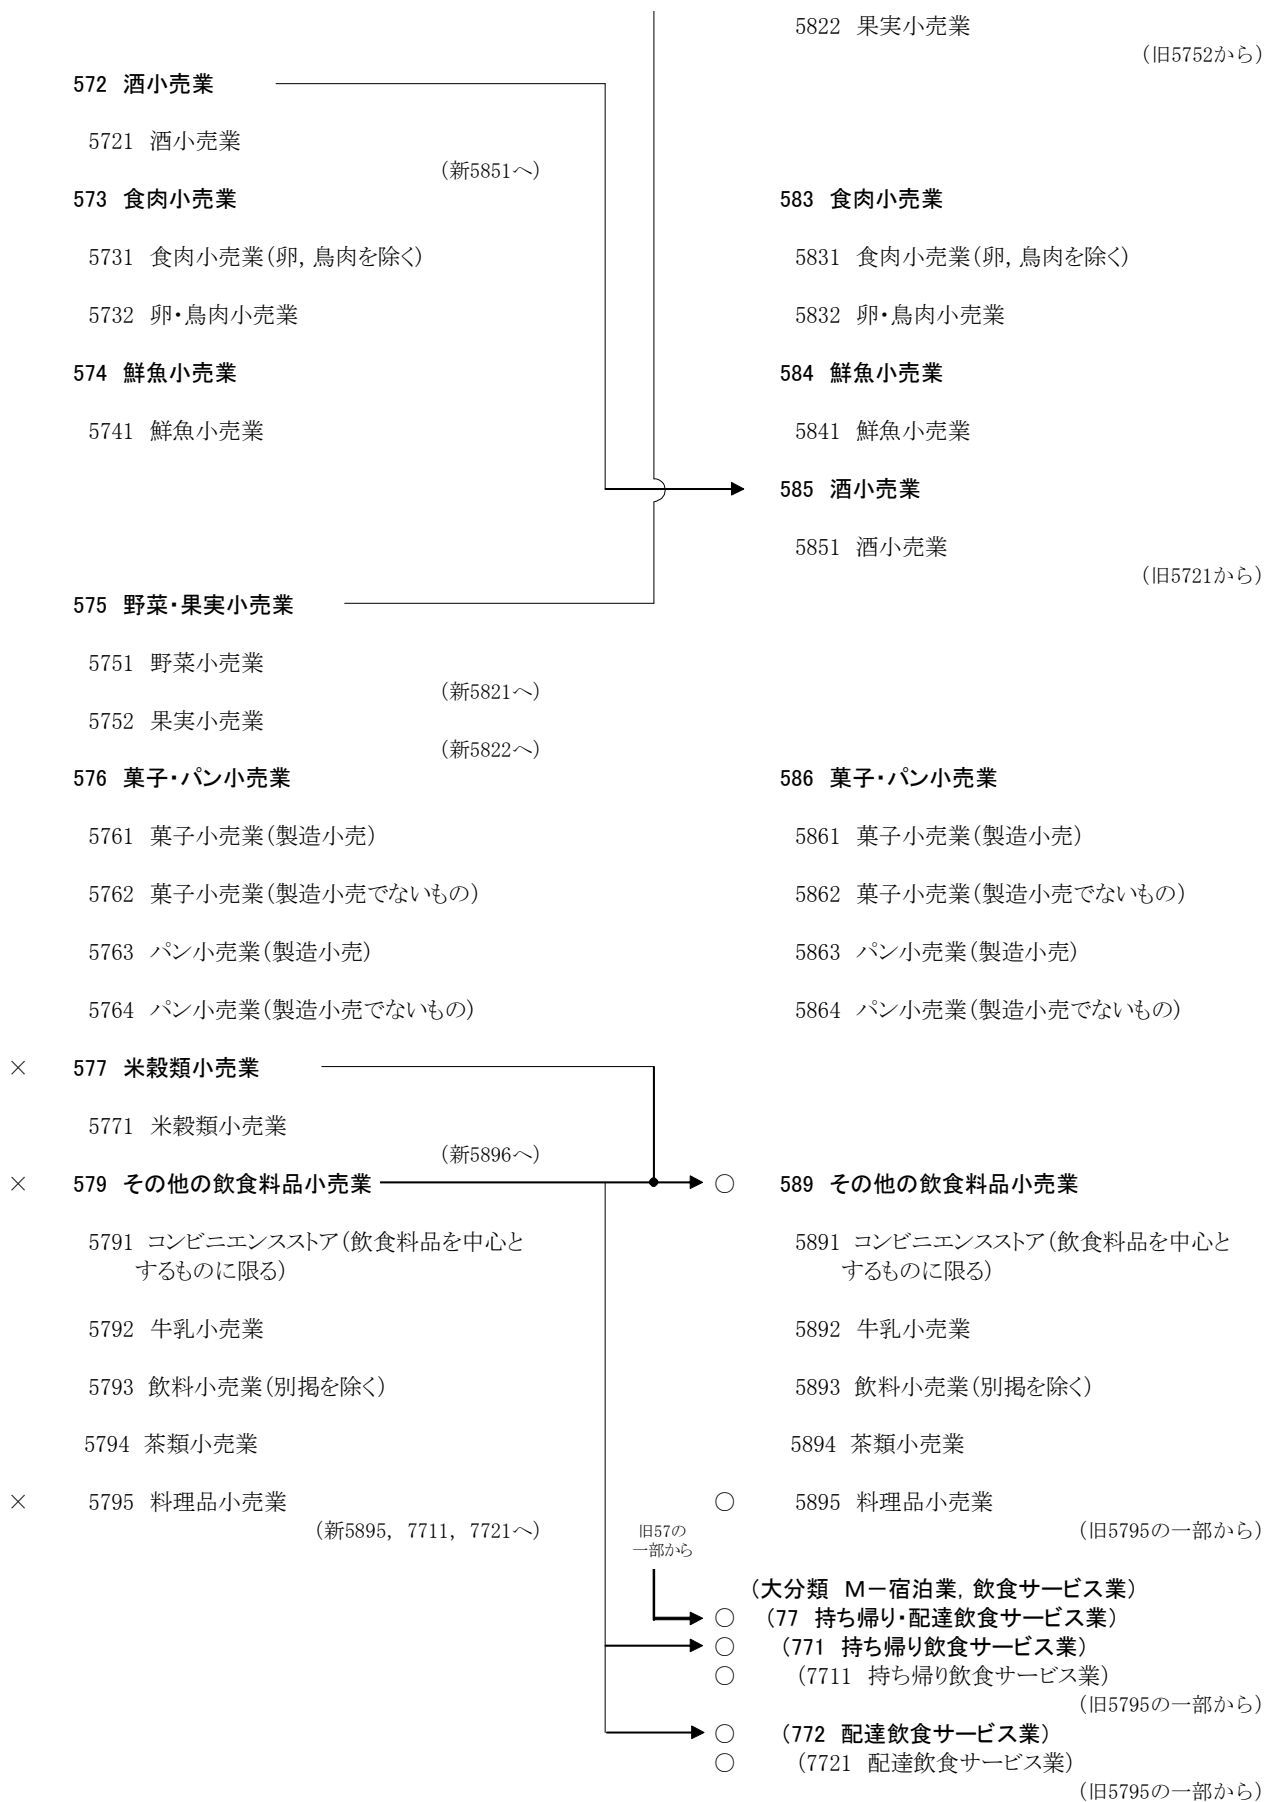 5822 果実小売業
(旧5752から)
572 酒小売業
5721 酒小売業
(新5851へ)
573 食肉小売業
583 食肉小売業
5731 食肉小売業(卵,鳥肉を除く)
5831 食肉小売業(卵,鳥肉を除く)
5732 卵・鳥肉小売業
5832 卵・鳥肉小売業
574 鮮魚小売業
584 鮮魚小売業
5741 鮮魚小売業
5841 鮮魚小売業
585 酒小売業
5851 酒小売業
(旧5721から)
575 野菜・果実小売業
5751 野菜小売業
(新5821へ)
5752 果実小売業
(新5822へ)
576 菓子・パン小売業
586 菓子・パン小売業
5761 菓子小売業(製造小売)
5861 菓子小売業(製造小売)
5762 菓子小売業(製造小売でないもの)
5862 菓子小売業(製造小売でないもの)
5763 パン小売業(製造小売)
5863 パン小売業(製造小売)
5764 パン小売業(製造小売でないもの)
5864 パン小売業(製造小売でないもの)
× 577 米穀類小売業
5771 米穀類小売業
(新5896へ)
× 579 その他の飲食料品小売業
○ 589 その他の飲食料品小売業
5791 コンビニエンスストア(飲食料品を中心と
するものに限る)
5891 コンビニエンスストア(飲食料品を中心と
するものに限る)
5792 牛乳小売業
5892 牛乳小売業
5793 飲料小売業(別掲を除く)
5893 飲料小売業(別掲を除く)
5794 茶類小売業
5894 茶類小売業
× 5795 料理品小売業
(新5895, 7711, 7721へ)
○ 5895 料理品小売業
(旧5795の一部から)
旧57の
一部から
(大分類 M-宿泊業,飲食サービス業)
○ (77 持ち帰り・配達飲食サービス業)
○ (771 持ち帰り飲食サービス業)
○ (7711 持ち帰り飲食サービス業)
(旧5795の一部から)
○ (772 配達飲食サービス業)
○ (7721 配達飲食サービス業)
(旧5795の一部から)